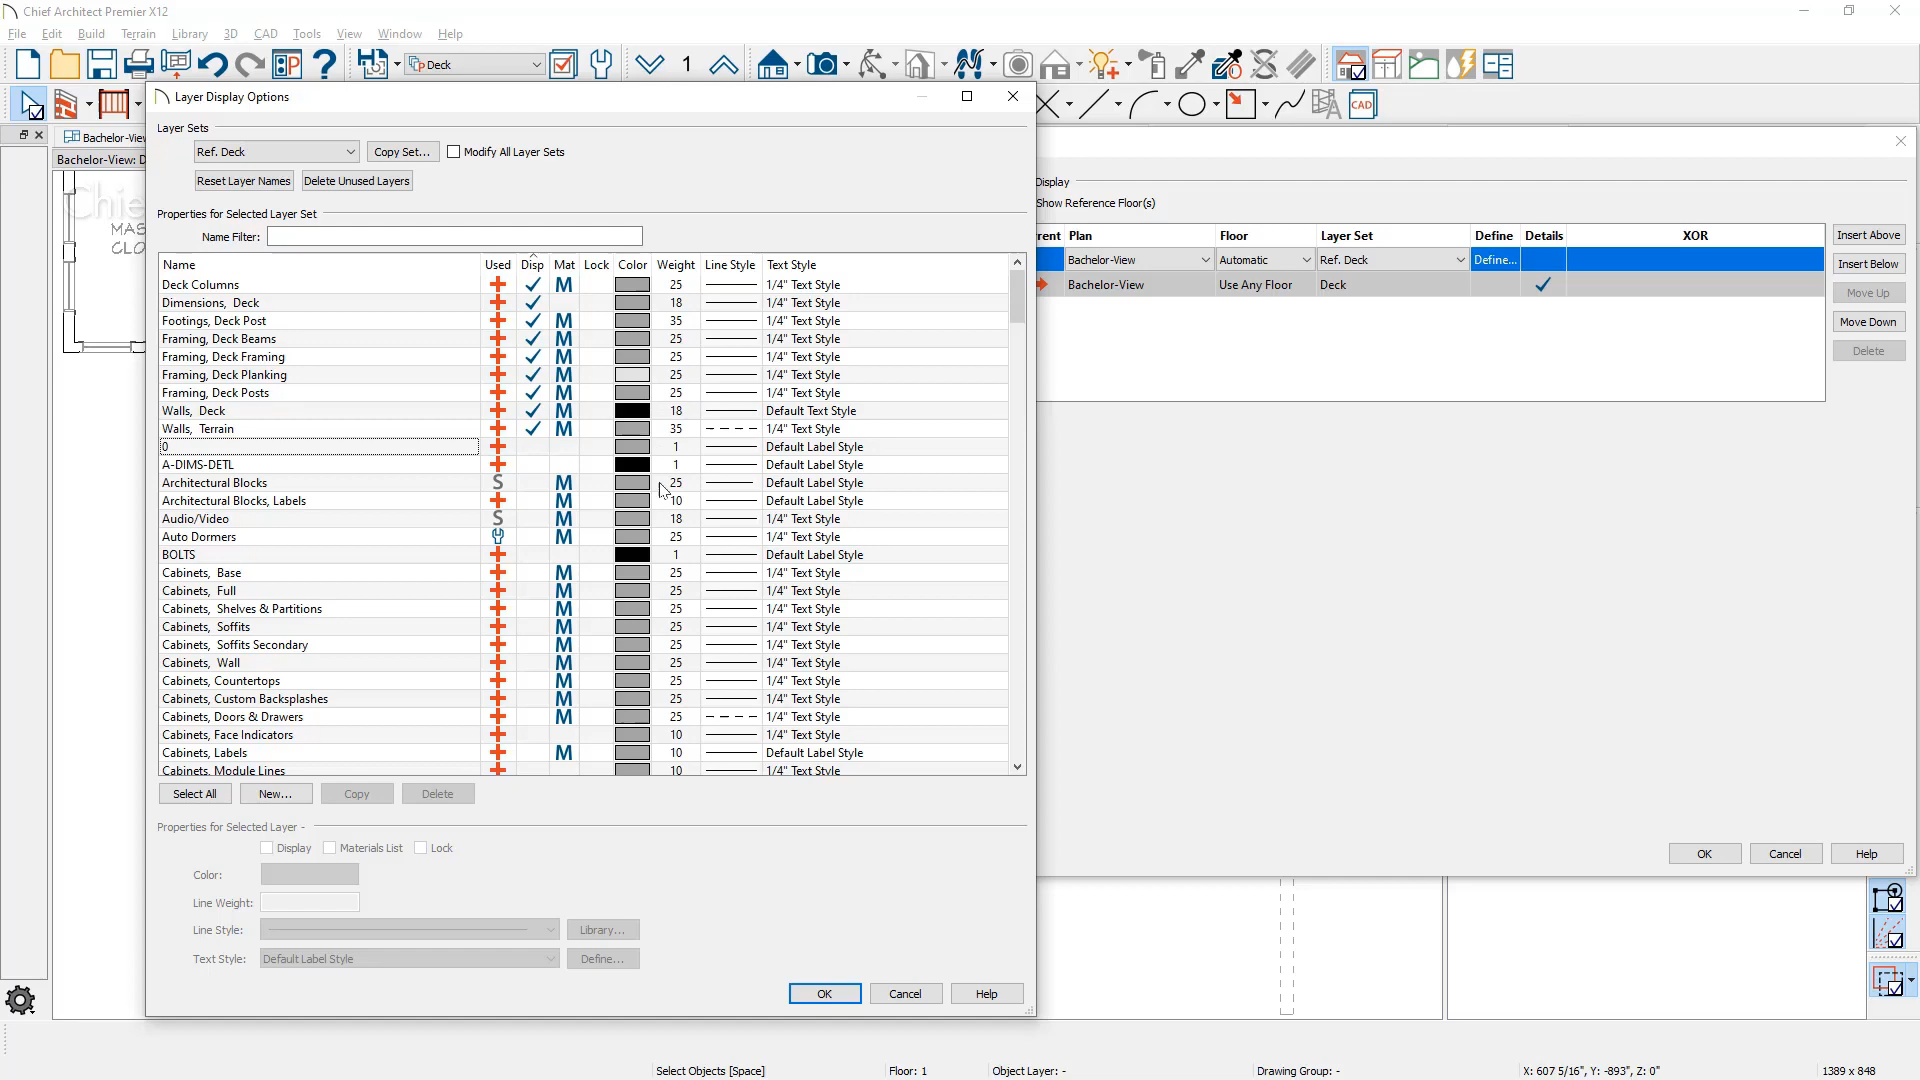 Chief Architect Premier X12
File Edit Build Terrain Library 3D CAD Tools View Window Help
Deck 1
CAD
Layer Display Options
Bachelor-View
Bachelor-View: D
Chie
MAS
CLO
Layer Sets
Ref. Deck Copy Set... Modify All Layer Sets
Reset Layer Names Delete Unused Layers
Properties for Selected Layer Set
Name Filter:
Name Used Disp Mat Lock Color Weight Line Style Text Style
Deck Columns M 25 1/4" Text Style
Dimensions, Deck 18 1/4" Text Style
Footings, Deck Post M 35 1/4" Text Style
Framing, Deck Beams M 25 1/4" Text Style
Framing, Deck Framing M 25 1/4" Text Style
Framing, Deck Planking M 25 1/4" Text Style
Framing, Deck Posts M 25 1/4" Text Style
Walls, Deck M 18 Default Text Style
Walls, Terrain M 35 1/4" Text Style
0 1 Default Label Style
A-DIMS-DETL 1 Default Label Style
Architectural Blocks S M 25 Default Label Style
Architectural Blocks, Labels M 10 Default Label Style
Audio/Video S M 18 1/4" Text Style
Auto Dormers M 25 1/4" Text Style
BOLTS 1 Default Label Style
Cabinets, Base M 25 1/4" Text Style
Cabinets, Full M 25 1/4" Text Style
Cabinets, Shelves & Partitions M 25 1/4" Text Style
Cabinets, Soffits M 25 1/4" Text Style
Cabinets, Soffits Secondary M 25 1/4" Text Style
Cabinets, Wall M 25 1/4" Text Style
Cabinets, Countertops M 25 1/4" Text Style
Cabinets, Custom Backsplashes M 25 1/4" Text Style
Cabinets, Doors & Drawers M 25 1/4" Text Style
Cabinets, Face Indicators 10 1/4" Text Style
Cabinets, Labels M 10 Default Label Style
Cabinets, Module Lines 10 1/4" Text Style
Select All New... Copy Delete
Properties for Selected Layer -
Display Materials List Lock
Color:
Line Weight:
Line Style: Library...
Text Style: Default Label Style Define...
OK Cancel Help
Display
Show Reference Floor(s)
rent Plan Floor Layer Set Define Details XOR
Bachelor-View Automatic Ref. Deck Define...
Bachelor-View Use Any Floor Deck
Insert Above
Insert Below
Move Up
Move Down
Delete
OK Cancel Help
Select Objects [Space] Floor: 1 Object Layer: - Drawing Group: - X: 607 5/16", Y: -893", Z: 0" 1389 x 848